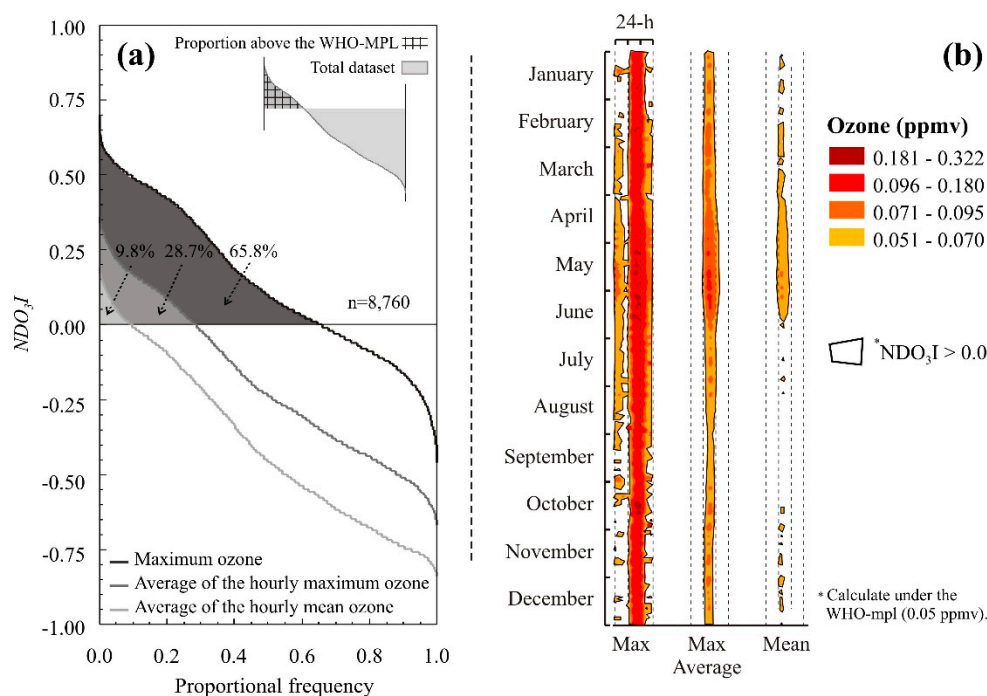 (a)
1.00
0.75
0.50
0.25
0.00
-0.25
-0.50
-0.75
-1.00
NDO₃I
Proportion above the WHO-MPL
Total dataset
9.8%
28.7%
65.8%
n=8,760
Maximum ozone
Average of the hourly maximum ozone
Average of the hourly mean ozone
0.0
0.2
0.4
0.6
0.8
1.0
Proportional frequency
(b)
24-h
January
February
March
April
May
June
July
August
September
October
November
December
Max
Max
Average
Mean
Ozone (ppmv)
0.181 - 0.322
0.096 - 0.180
0.071 - 0.095
0.051 - 0.070
*NDO₃I > 0.0
* Calculate under the
WHO-mpl (0.05 ppmv).